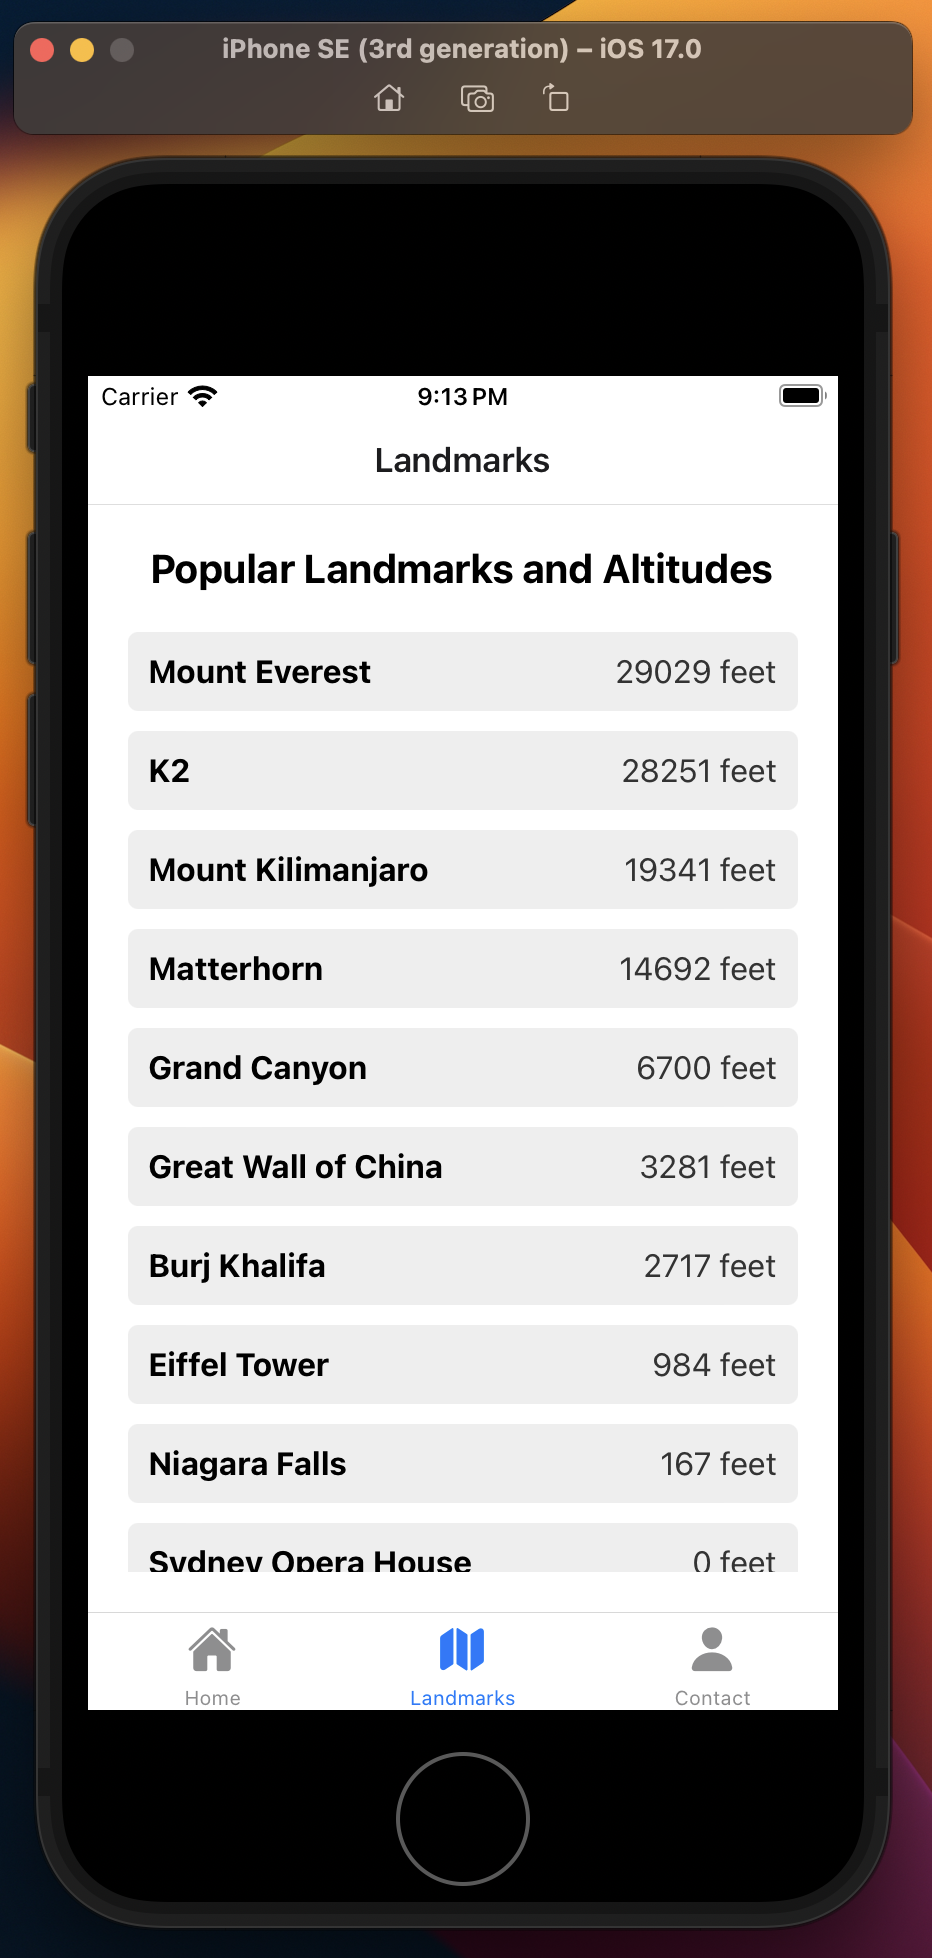 iPhone SE (3rd generation) – iOS 17.0
Carrier 9:13 PM
Landmarks
Popular Landmarks and Altitudes
Mount Everest 29029 feet
K2 28251 feet
Mount Kilimanjaro 19341 feet
Matterhorn 14692 feet
Grand Canyon 6700 feet
Great Wall of China 3281 feet
Burj Khalifa 2717 feet
Eiffel Tower 984 feet
Niagara Falls 167 feet
Sydney Opera House 0 feet
Home Landmarks Contact